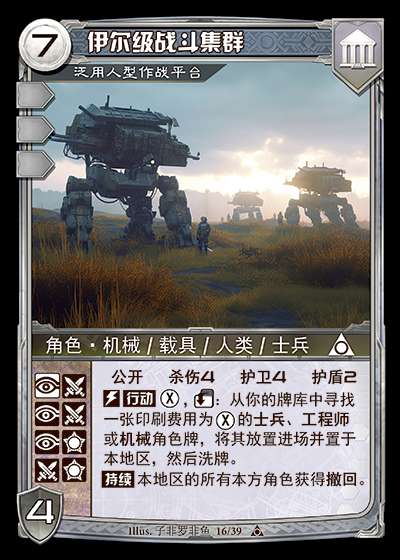 7
伊尔级战斗集群
泛用人型作战平台
角色·机械 / 载具 / 人类 / 士兵
公开 杀伤4 护卫4 护盾2
行动 X, : 从你的牌库中寻找
一张印刷费用为X的士兵、工程师
或机械角色牌，将其放置进场并置于
本地区，然后洗牌。
持续 本地区的所有本方角色获得撤回。
4
Illus. 子非罗非鱼 16/39